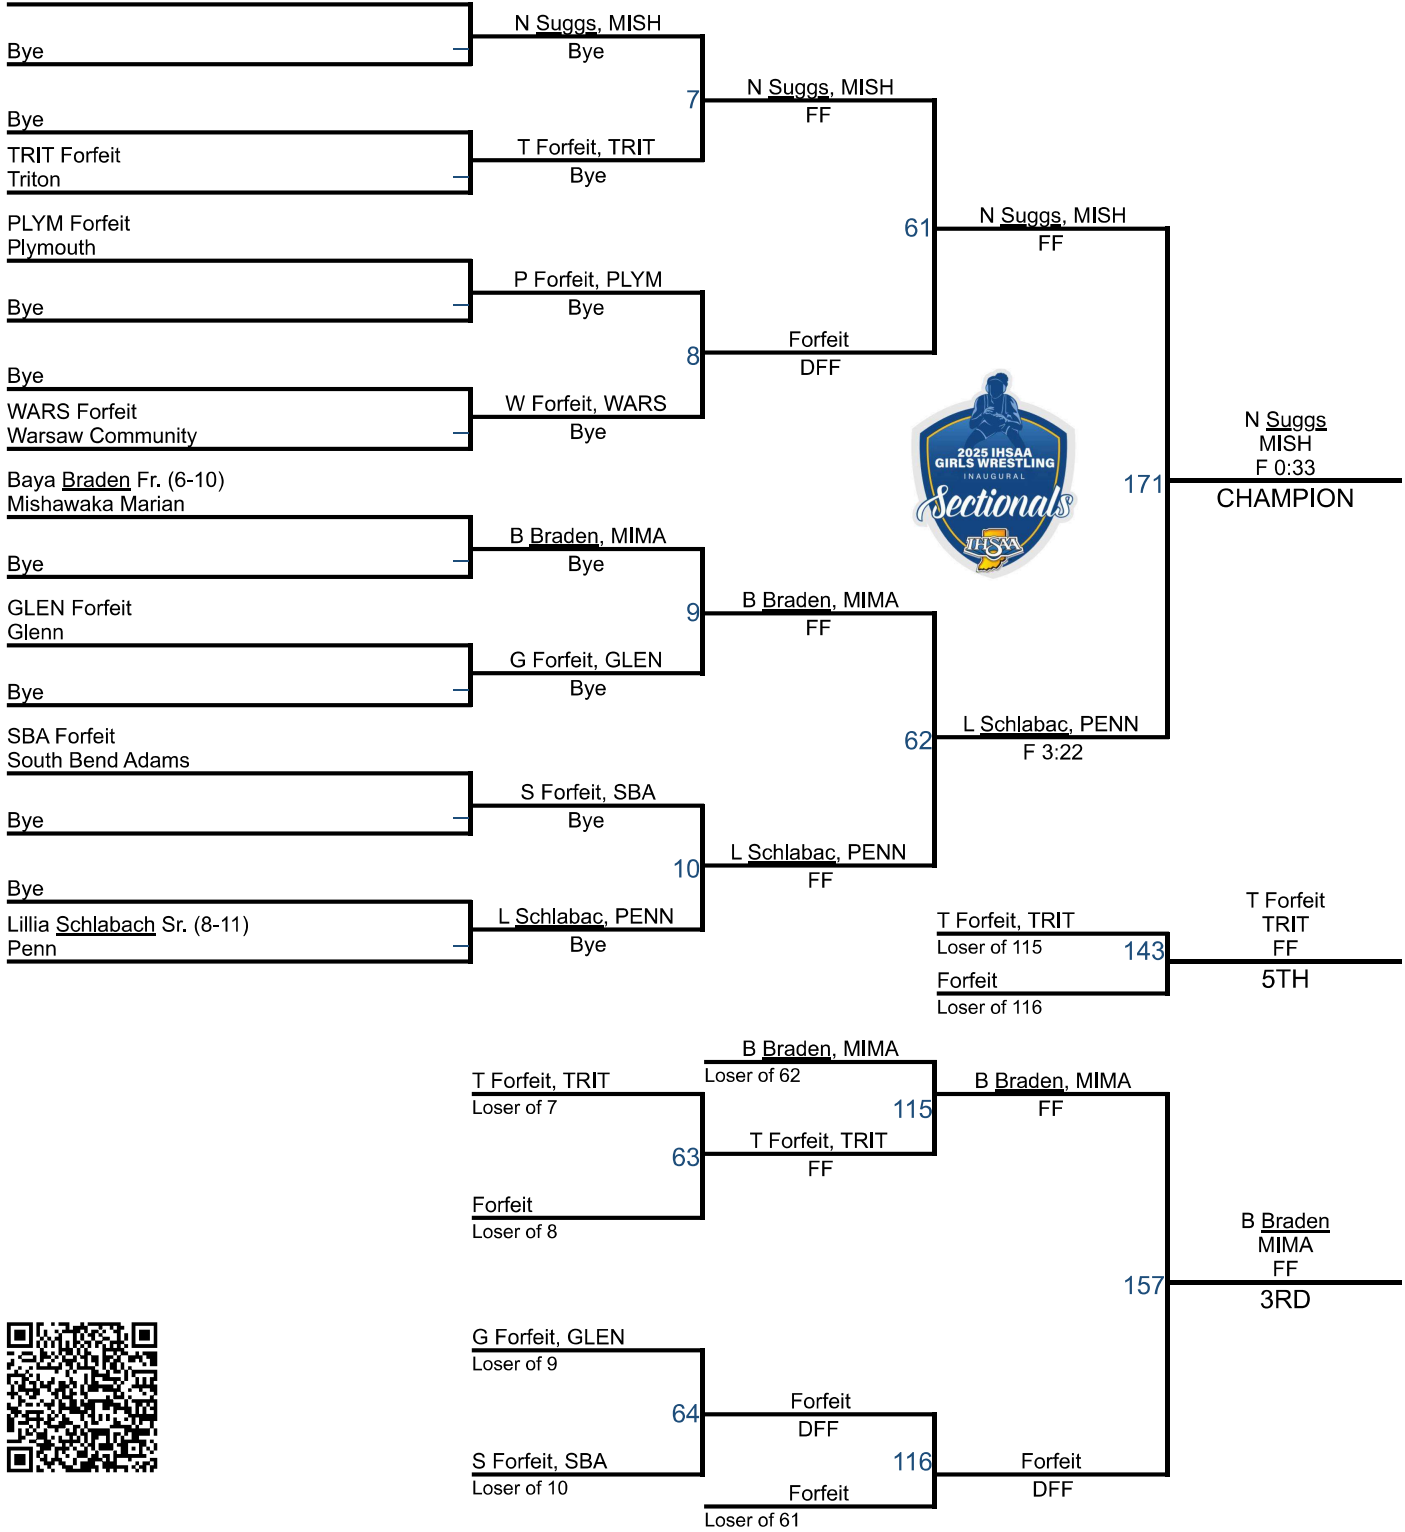 N Suggs, MISH
Bye
Bye
7
N Suggs, MISH
FF
Bye
TRIT Forfeit
Triton
T Forfeit, TRIT
Bye
61
N Suggs, MISH
FF
PLYM Forfeit
Plymouth
Bye
P Forfeit, PLYM
Bye
8
Forfeit
DFF
Bye
WARS Forfeit
Warsaw Community
W Forfeit, WARS
Bye
2025 IHSAA
GIRLS WRESTLING
INAUGURAL
Sectionals
IHSAA
171
N Suggs
MISH
F 0:33
CHAMPION
Baya Braden Fr. (6-10)
Mishawaka Marian
Bye
B Braden, MIMA
Bye
9
B Braden, MIMA
FF
GLEN Forfeit
Glenn
Bye
G Forfeit, GLEN
Bye
62
L Schlabac, PENN
F 3:22
SBA Forfeit
South Bend Adams
Bye
S Forfeit, SBA
Bye
10
L Schlabac, PENN
FF
Bye
Lillia Schlabach Sr. (8-11)
Penn
L Schlabac, PENN
Bye
T Forfeit, TRIT
Loser of 115
143
Forfeit
Loser of 116
T Forfeit
TRIT
FF
5TH
B Braden, MIMA
Loser of 62
T Forfeit, TRIT
Loser of 7
63
T Forfeit, TRIT
FF
115
B Braden, MIMA
FF
Forfeit
Loser of 8
157
B Braden
MIMA
FF
3RD
G Forfeit, GLEN
Loser of 9
64
Forfeit
DFF
S Forfeit, SBA
Loser of 10
116
Forfeit
DFF
Forfeit
Loser of 61